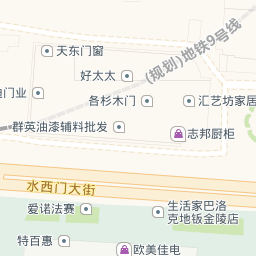 (规划)地铁9号线
天东门窗
好太太
迪门业
各杉木门
汇艺坊家居
群英油漆辅料批发
志邦厨柜
水西门大街
爱诺法赛
生活家巴洛
克地钣金陵店
特百惠
欧美佳电